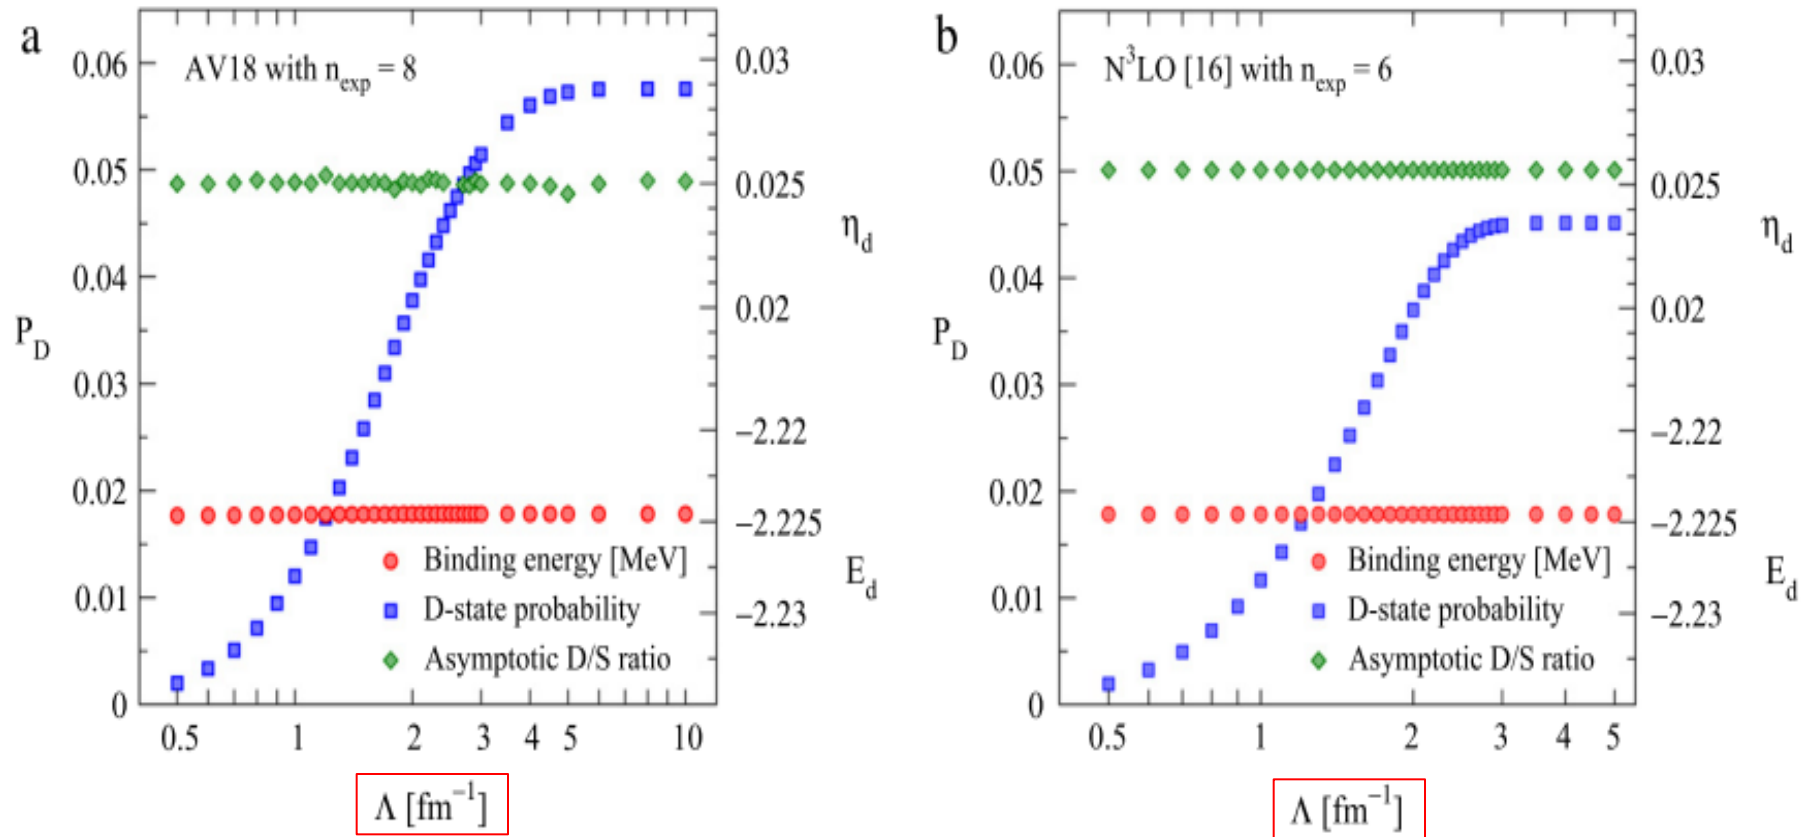 a
AV18 with n_exp = 8
0.06
0.05
0.04
P_D
0.03
0.02
0.01
0
0.03
0.025
η_d
0.02
−2.22
−2.225
E_d
−2.23
Binding energy [MeV]
D-state probability
Asymptotic D/S ratio
0.5 1 2 3 4 5 10
Λ [fm⁻¹]
b
N³LO [16] with n_exp = 6
0.06
0.05
0.04
P_D
0.03
0.02
0.01
0
0.03
0.025
η_d
0.02
−2.22
−2.225
E_d
−2.23
Binding energy [MeV]
D-state probability
Asymptotic D/S ratio
0.5 1 2 3 4 5
Λ [fm⁻¹]